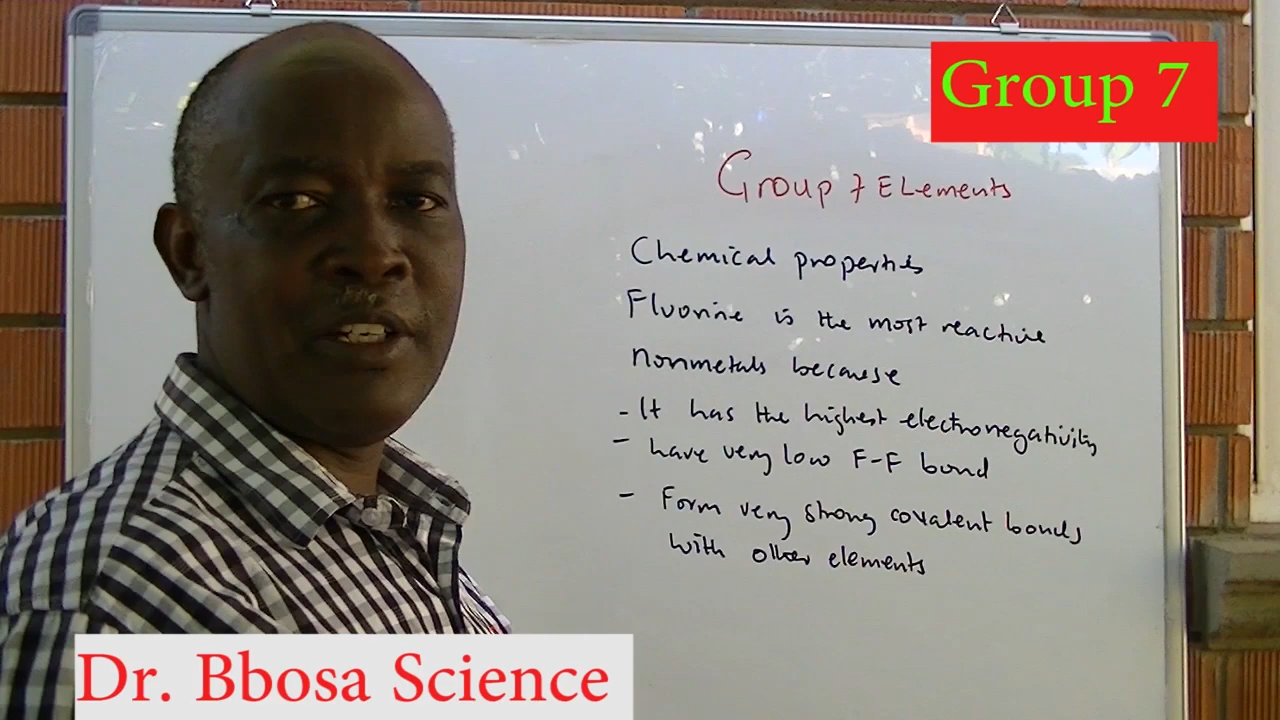 Group 7
Group 7 Elements
Chemical properties
Fluorine is the most reactive
nonmetals because
- It has the highest electronegativity
- have very low F-F bond
- Form very strong covalent bonds
with other elements
Dr. Bbosa Science